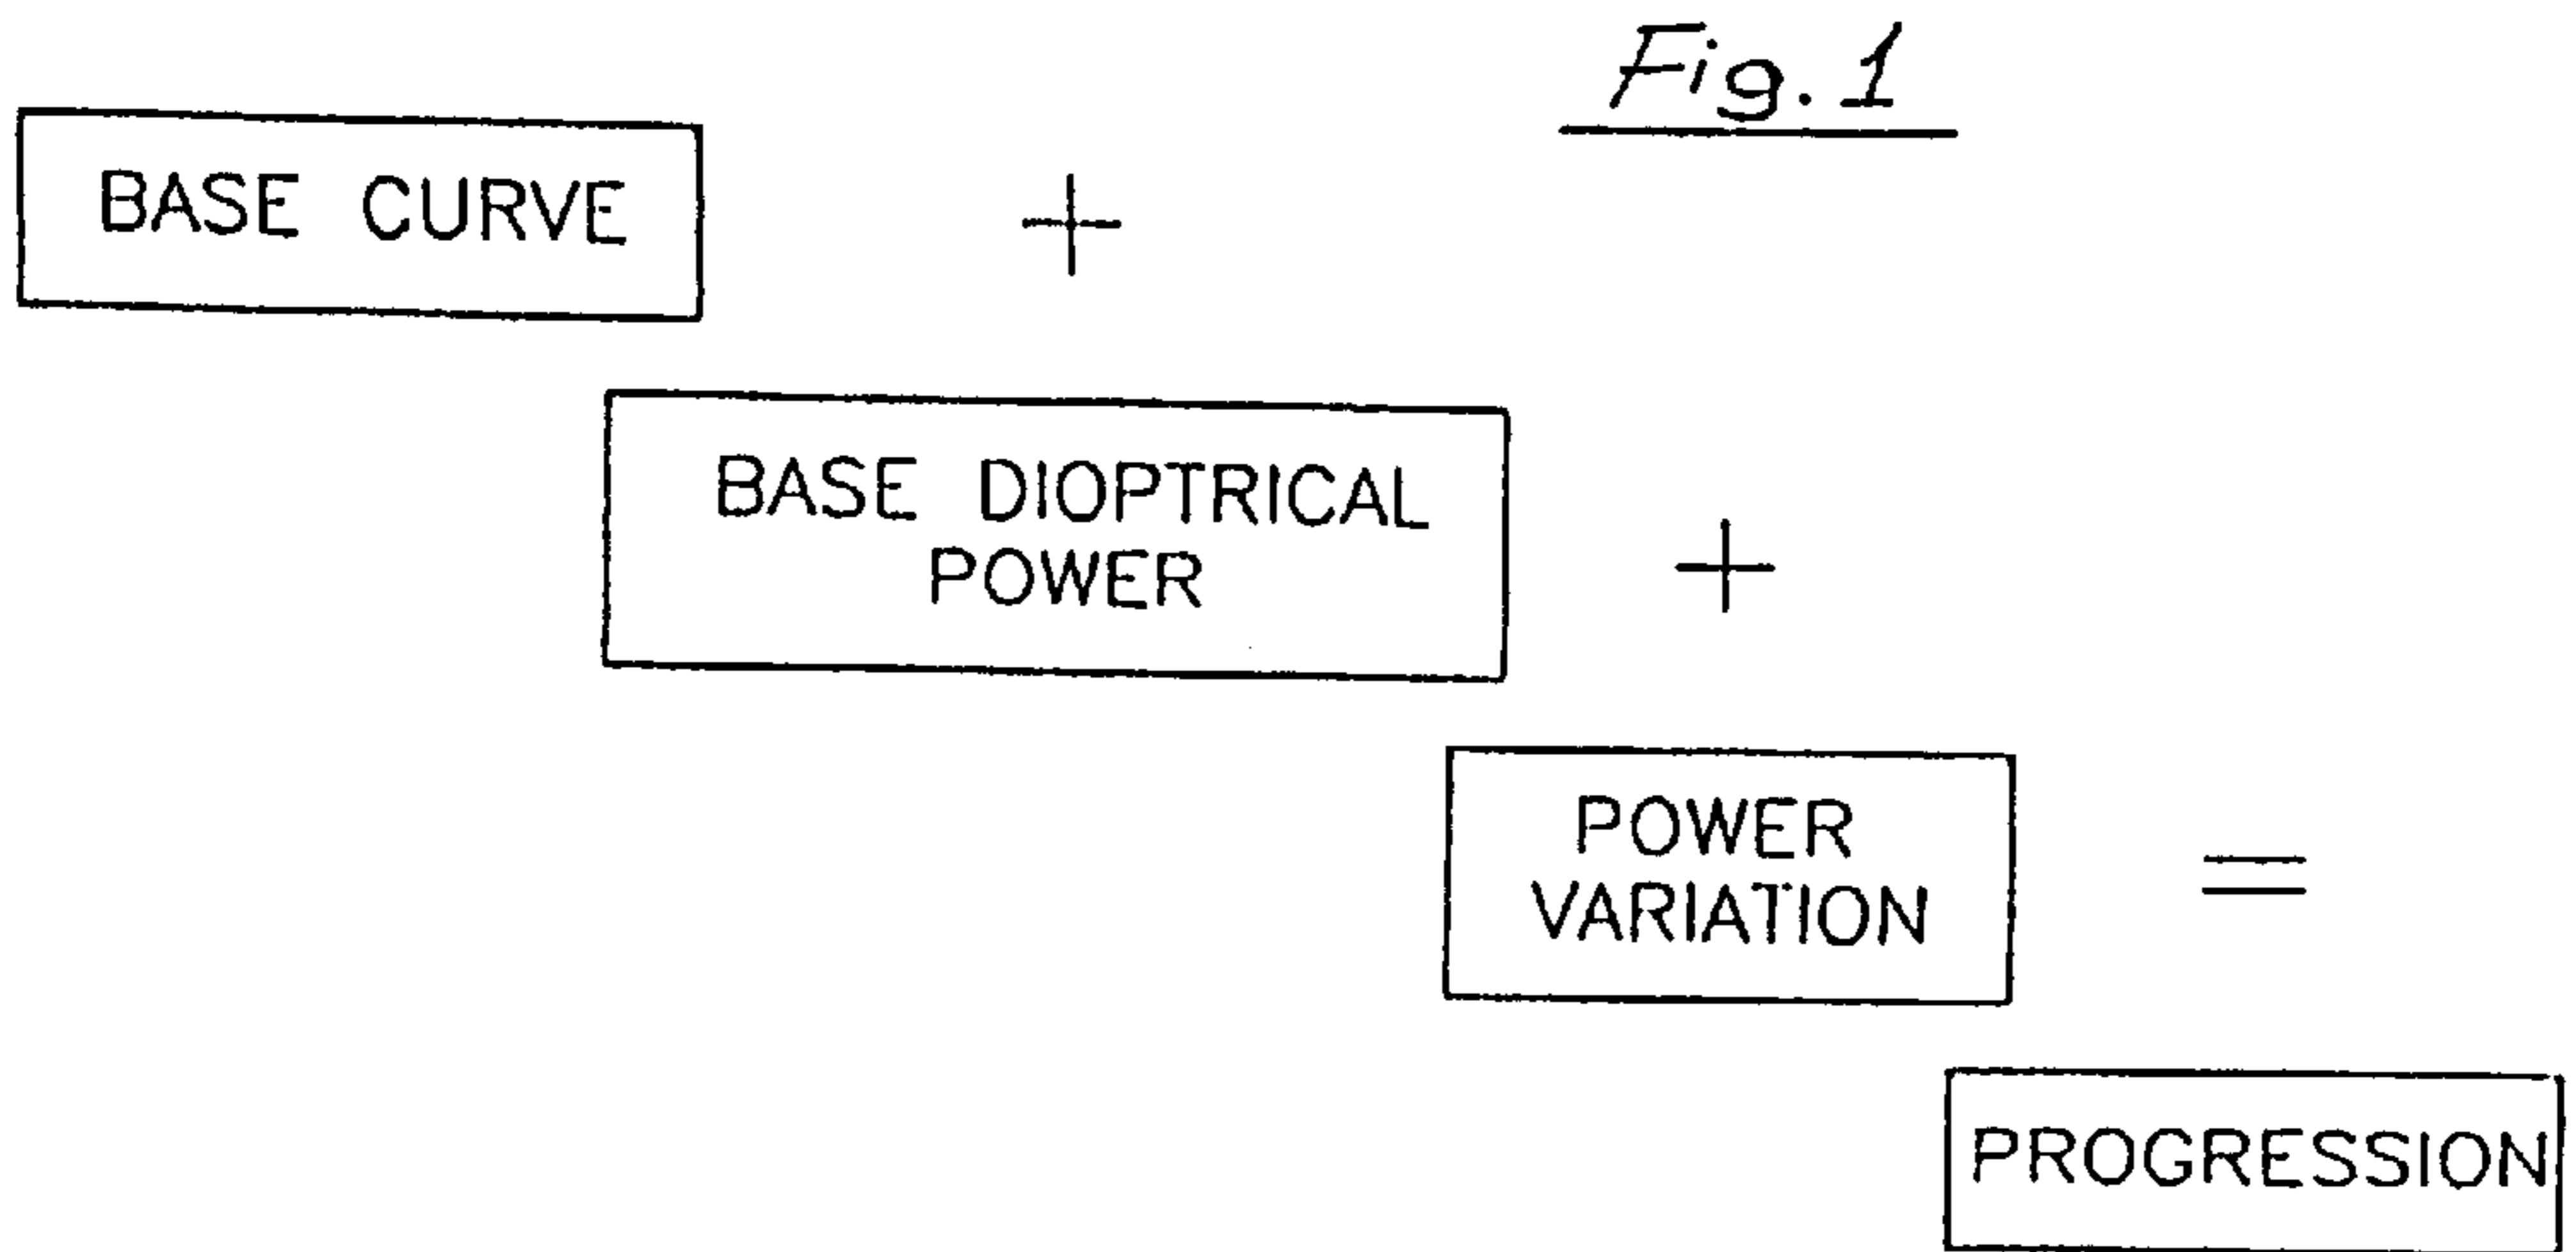 Fig. 1
BASE CURVE
+
BASE DIOPTRICAL
POWER
+
POWER
VARIATION
=
PROGRESSION